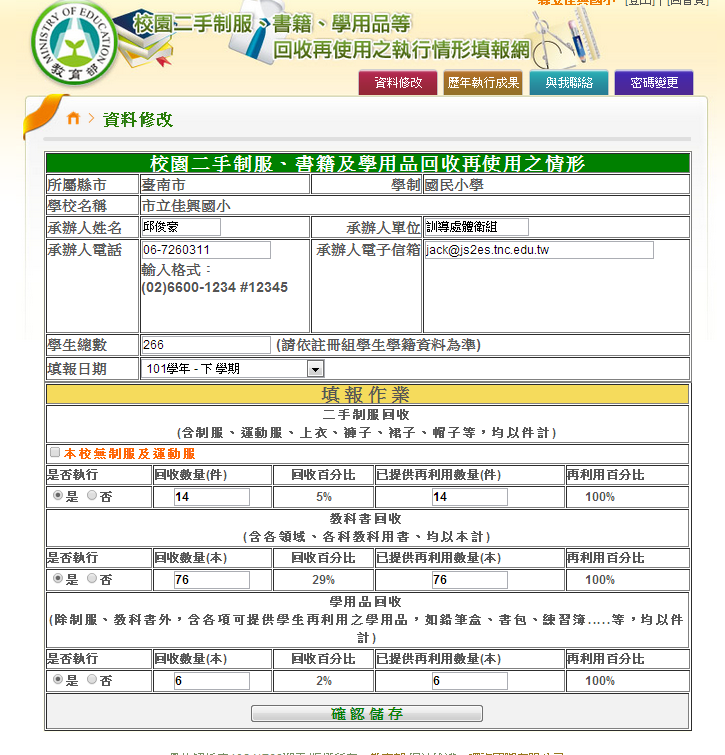 臺立佳興國小 [登出] | [回首頁]
MINISTRY OF EDUCATION
教育部
校園二手制服、書籍、學用品等
回收再使用之執行情形填報網
資料修改 歷年執行成果 與我聯絡 密碼變更
> 資料修改
校園二手制服、書籍及學用品回收再使用之情形
所屬縣市 臺南市 學制 國民小學
學校名稱 市立佳興國小
承辦人姓名 邱俊豪 承辦人單位 訓導處體衛組
承辦人電話 06-7260311 承辦人電子信箱 jack@js2es.tnc.edu.tw
輸入格式：
(02)6600-1234 #12345
學生總數 266 (請依註冊組學生學籍資料為準)
填報日期 101學年 - 下學期
填報作業
二手制服回收
(含制服、運動服、上衣、褲子、裙子、帽子等，均以件計)
本校無制服及運動服
是否執行 回收數量(件) 回收百分比 已提供再利用數量(件) 再利用百分比
是 否 14 5% 14 100%
教科書回收
(含各領域、各科教科用書、均以本計)
是否執行 回收數量(本) 回收百分比 已提供再利用數量(本) 再利用百分比
是 否 76 29% 76 100%
學用品回收
(除制服、教科書外，含各項可提供學生再利用之學用品，如鉛筆盒、書包、練習簿.....等，均以件
計)
是否執行 回收數量(本) 回收百分比 已提供再利用數量(本) 再利用百分比
是 否 6 2% 6 100%
確認儲存